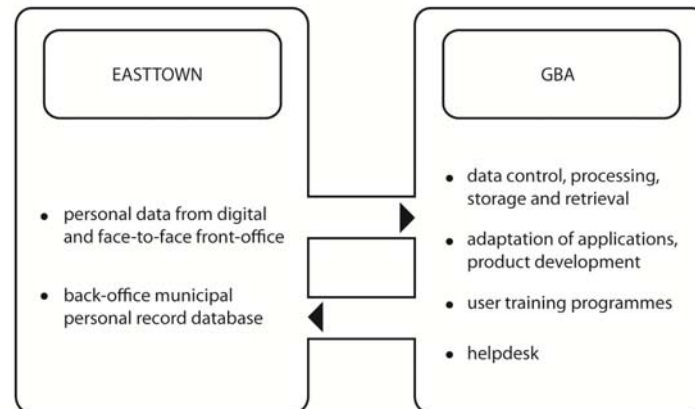 EASTTOWN
• personal data from digital
and face-to-face front-office
• back-office municipal
personal record database
GBA
• data control, processing,
storage and retrieval
• adaptation of applications,
product development
• user training programmes
• helpdesk